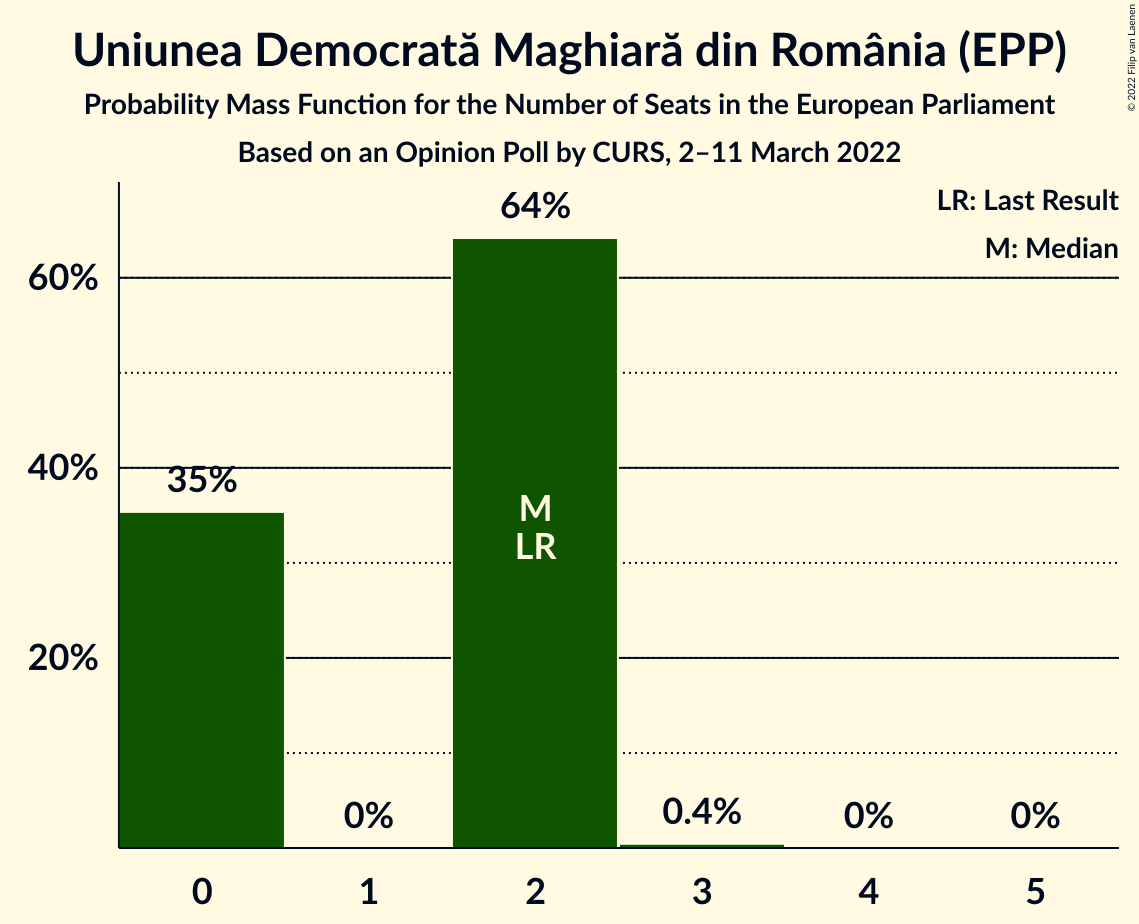 Uniunea Democrată Maghiară din România (EPP)
Probability Mass Function for the Number of Seats in the European Parliament
Based on an Opinion Poll by CURS, 2–11 March 2022
© 2022 Filip van Laenen
LR: Last Result
M: Median
60%
40%
20%
35%
0%
64%
M
LR
0.4%
0%
0%
0
1
2
3
4
5